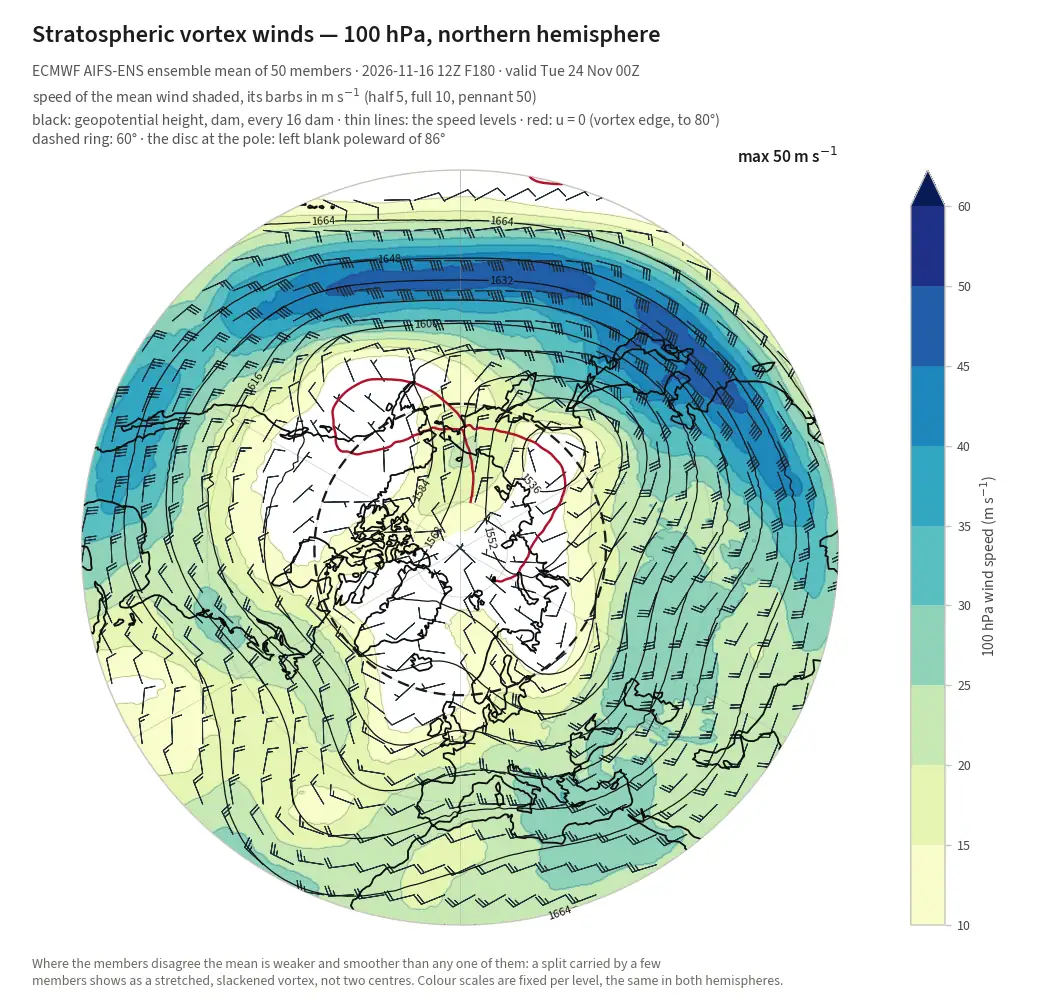 Stratospheric vortex winds — 100 hPa, northern hemisphere
ECMWF AIFS-ENS ensemble mean of 50 members · 2026-11-16 12Z F180 · valid Tue 24 Nov 00Z
speed of the mean wind shaded, its barbs in m s⁻¹ (half 5, full 10, pennant 50)
black: geopotential height, dam, every 16 dam · thin lines: the speed levels · red: u = 0 (vortex edge, to 80°)
dashed ring: 60° · the disc at the pole: left blank poleward of 86°
max 50 m s⁻¹
1664
1664
1648
1632
1616
1584
1536
1552
1568
1664
60
50
45
40
35
30
25
20
15
10
100 hPa wind speed (m s⁻¹)
Where the members disagree the mean is weaker and smoother than any one of them: a split carried by a few
members shows as a stretched, slackened vortex, not two centres. Colour scales are fixed per level, the same in both hemispheres.